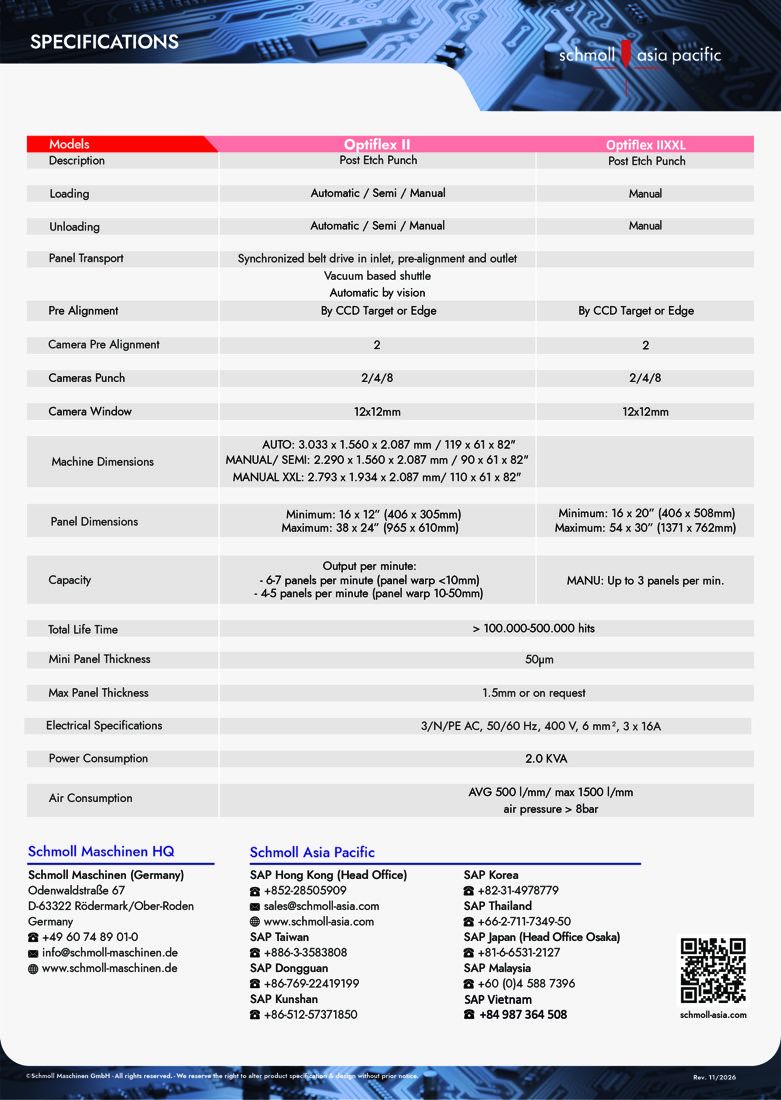 SPECIFICATIONS
schmoll asia pacific
Models Optiflex II Optiflex IIXXL
Description Post Etch Punch Post Etch Punch
Loading Automatic / Semi / Manual Manual
Unloading Automatic / Semi / Manual Manual
Panel Transport Synchronized belt drive in inlet, pre-alignment and outlet
Vacuum based shuttle
Automatic by vision
Pre Alignment By CCD Target or Edge By CCD Target or Edge
Camera Pre Alignment 2 2
Cameras Punch 2/4/8 2/4/8
Camera Window 12x12mm 12x12mm
Machine Dimensions
AUTO: 3.033 x 1.560 x 2.087 mm / 119 x 61 x 82"
MANUAL/ SEMI: 2.290 x 1.560 x 2.087 mm / 90 x 61 x 82"
MANUAL XXL: 2.793 x 1.934 x 2.087 mm/ 110 x 61 x 82"
Panel Dimensions
Minimum: 16 x 12” (406 x 305mm)
Maximum: 38 x 24” (965 x 610mm)
Minimum: 16 x 20” (406 x 508mm)
Maximum: 54 x 30” (1371 x 762mm)
Capacity
Output per minute:
- 6-7 panels per minute (panel warp <10mm)
- 4-5 panels per minute (panel warp 10-50mm)
MANU: Up to 3 panels per min.
Total Life Time > 100.000-500.000 hits
Mini Panel Thickness 50µm
Max Panel Thickness 1.5mm or on request
Electrical Specifications 3/N/PE AC, 50/60 Hz, 400 V, 6 mm², 3 x 16A
Power Consumption 2.0 KVA
Air Consumption
AVG 500 l/mm/ max 1500 l/mm
air pressure > 8bar
Schmoll Maschinen HQ
Schmoll Maschinen (Germany)
Odenwaldstraße 67
D-63322 Rödermark/Ober-Roden
Germany
+49 60 74 89 01-0
info@schmoll-maschinen.de
www.schmoll-maschinen.de
Schmoll Asia Pacific
SAP Hong Kong (Head Office)
+852-28505909
sales@schmoll-asia.com
www.schmoll-asia.com
SAP Taiwan
+886-3-3583808
SAP Dongguan
+86-769-22419199
SAP Kunshan
+86-512-57371850
SAP Korea
+82-31-4978779
SAP Thailand
+66-2-711-7349-50
SAP Japan (Head Office Osaka)
+81-6-6531-2127
SAP Malaysia
+60 (0)4 588 7396
SAP Vietnam
+84 987 364 508
schmoll-asia.com
©Schmoll Maschinen GmbH - All rights reserved. - We reserve the right to alter product specification & design without prior notice.
Rev. 11/2026